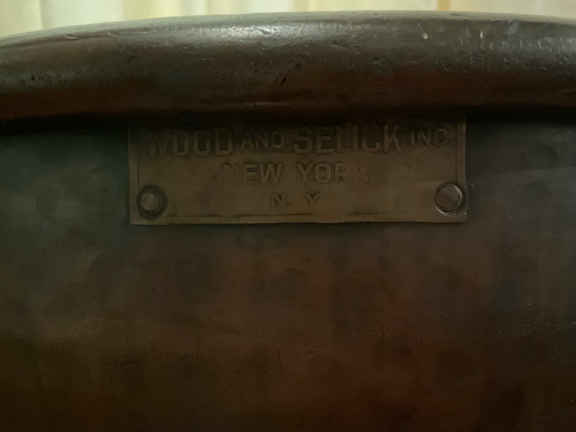 WOOD AND SELICK INC
NEW YORK
N.Y.